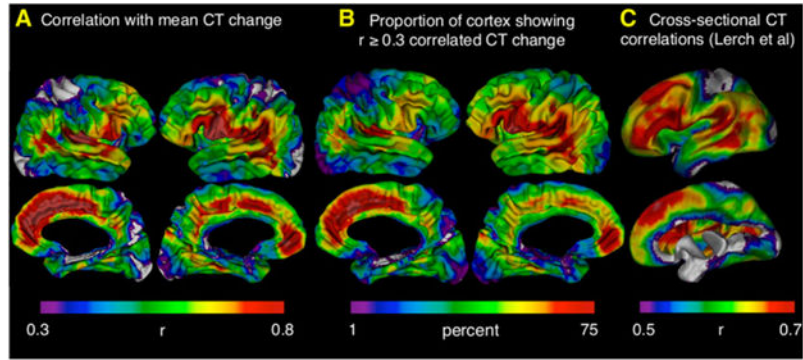 A Correlation with mean CT change
B Proportion of cortex showing
r ≥ 0.3 correlated CT change
C Cross-sectional CT
correlations (Lerch et al)
0.3 r 0.8
1 percent 75
0.5 r 0.7